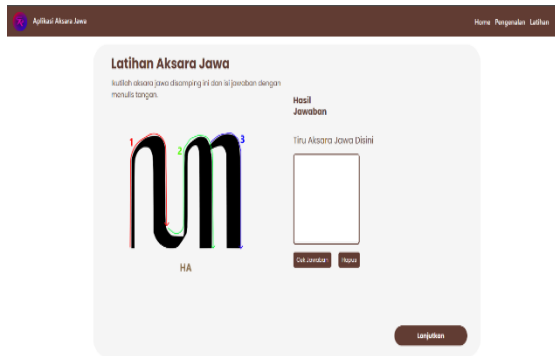 Aplikasi Aksara Jawa
Home Pengenalan Latihan
Latihan Aksara Jawa
Ikutilah aksara jawa disamping ini dan isi jawaban dengan
menulis tangan.
Hasil
Jawaban
Tiru Aksara Jawa Disini
1
2
3
HA
Cek Jawaban Hapus
Lanjutkan